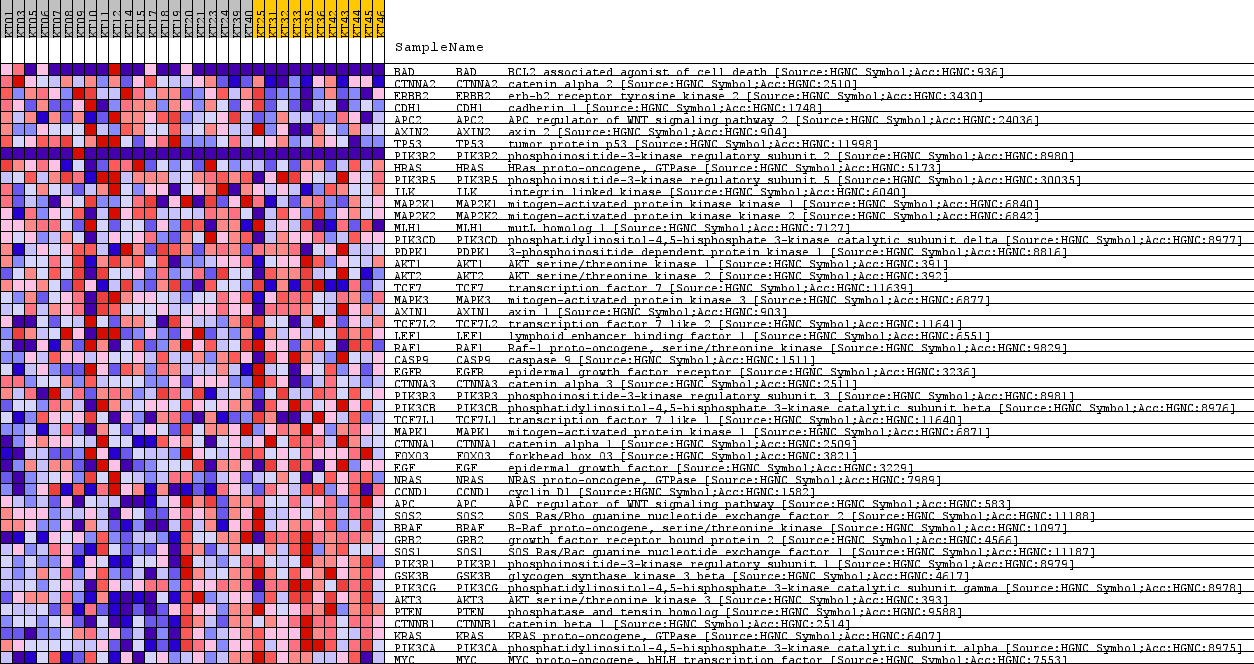 KT01 KT03 KT05 KT06 KT07 KT08 KT09 KT10 KT11 KT12 KT14 KT15 KT17 KT18 KT19 KT20 KT21 KT23 KT24 KT39 KT40 KT25 KT31 KT32 KT33 KT35 KT36 KT42 KT43 KT44 KT45 KT46
SampleName
BAD BAD BCL2 associated agonist of cell death [Source:HGNC Symbol;Acc:HGNC:936]
CTNNA2 CTNNA2 catenin alpha 2 [Source:HGNC Symbol;Acc:HGNC:2510]
ERBB2 ERBB2 erb-b2 receptor tyrosine kinase 2 [Source:HGNC Symbol;Acc:HGNC:3430]
CDH1 CDH1 cadherin 1 [Source:HGNC Symbol;Acc:HGNC:1748]
APC2 APC2 APC regulator of WNT signaling pathway 2 [Source:HGNC Symbol;Acc:HGNC:24036]
AXIN2 AXIN2 axin 2 [Source:HGNC Symbol;Acc:HGNC:904]
TP53 TP53 tumor protein p53 [Source:HGNC Symbol;Acc:HGNC:11998]
PIK3R2 PIK3R2 phosphoinositide-3-kinase regulatory subunit 2 [Source:HGNC Symbol;Acc:HGNC:8980]
HRAS HRAS HRas proto-oncogene, GTPase [Source:HGNC Symbol;Acc:HGNC:5173]
PIK3R5 PIK3R5 phosphoinositide-3-kinase regulatory subunit 5 [Source:HGNC Symbol;Acc:HGNC:30035]
ILK ILK integrin linked kinase [Source:HGNC Symbol;Acc:HGNC:6040]
MAP2K1 MAP2K1 mitogen-activated protein kinase kinase 1 [Source:HGNC Symbol;Acc:HGNC:6840]
MAP2K2 MAP2K2 mitogen-activated protein kinase kinase 2 [Source:HGNC Symbol;Acc:HGNC:6842]
MLH1 MLH1 mutL homolog 1 [Source:HGNC Symbol;Acc:HGNC:7127]
PIK3CD PIK3CD phosphatidylinositol-4,5-bisphosphate 3-kinase catalytic subunit delta [Source:HGNC Symbol;Acc:HGNC:8977]
PDPK1 PDPK1 3-phosphoinositide dependent protein kinase 1 [Source:HGNC Symbol;Acc:HGNC:8816]
AKT1 AKT1 AKT serine/threonine kinase 1 [Source:HGNC Symbol;Acc:HGNC:391]
AKT2 AKT2 AKT serine/threonine kinase 2 [Source:HGNC Symbol;Acc:HGNC:392]
TCF7 TCF7 transcription factor 7 [Source:HGNC Symbol;Acc:HGNC:11639]
MAPK3 MAPK3 mitogen-activated protein kinase 3 [Source:HGNC Symbol;Acc:HGNC:6877]
AXIN1 AXIN1 axin 1 [Source:HGNC Symbol;Acc:HGNC:903]
TCF7L2 TCF7L2 transcription factor 7 like 2 [Source:HGNC Symbol;Acc:HGNC:11641]
LEF1 LEF1 lymphoid enhancer binding factor 1 [Source:HGNC Symbol;Acc:HGNC:6551]
RAF1 RAF1 Raf-1 proto-oncogene, serine/threonine kinase [Source:HGNC Symbol;Acc:HGNC:9829]
CASP9 CASP9 caspase 9 [Source:HGNC Symbol;Acc:HGNC:1511]
EGFR EGFR epidermal growth factor receptor [Source:HGNC Symbol;Acc:HGNC:3236]
CTNNA3 CTNNA3 catenin alpha 3 [Source:HGNC Symbol;Acc:HGNC:2511]
PIK3R3 PIK3R3 phosphoinositide-3-kinase regulatory subunit 3 [Source:HGNC Symbol;Acc:HGNC:8981]
PIK3CB PIK3CB phosphatidylinositol-4,5-bisphosphate 3-kinase catalytic subunit beta [Source:HGNC Symbol;Acc:HGNC:8976]
TCF7L1 TCF7L1 transcription factor 7 like 1 [Source:HGNC Symbol;Acc:HGNC:11640]
MAPK1 MAPK1 mitogen-activated protein kinase 1 [Source:HGNC Symbol;Acc:HGNC:6871]
CTNNA1 CTNNA1 catenin alpha 1 [Source:HGNC Symbol;Acc:HGNC:2509]
FOXO3 FOXO3 forkhead box O3 [Source:HGNC Symbol;Acc:HGNC:3821]
EGF EGF epidermal growth factor [Source:HGNC Symbol;Acc:HGNC:3229]
NRAS NRAS NRAS proto-oncogene, GTPase [Source:HGNC Symbol;Acc:HGNC:7989]
CCND1 CCND1 cyclin D1 [Source:HGNC Symbol;Acc:HGNC:1582]
APC APC APC regulator of WNT signaling pathway [Source:HGNC Symbol;Acc:HGNC:583]
SOS2 SOS2 SOS Ras/Rho guanine nucleotide exchange factor 2 [Source:HGNC Symbol;Acc:HGNC:11188]
BRAF BRAF B-Raf proto-oncogene, serine/threonine kinase [Source:HGNC Symbol;Acc:HGNC:1097]
GRB2 GRB2 growth factor receptor bound protein 2 [Source:HGNC Symbol;Acc:HGNC:4566]
SOS1 SOS1 SOS Ras/Rac guanine nucleotide exchange factor 1 [Source:HGNC Symbol;Acc:HGNC:11187]
PIK3R1 PIK3R1 phosphoinositide-3-kinase regulatory subunit 1 [Source:HGNC Symbol;Acc:HGNC:8979]
GSK3B GSK3B glycogen synthase kinase 3 beta [Source:HGNC Symbol;Acc:HGNC:4617]
PIK3CG PIK3CG phosphatidylinositol-4,5-bisphosphate 3-kinase catalytic subunit gamma [Source:HGNC Symbol;Acc:HGNC:8978]
AKT3 AKT3 AKT serine/threonine kinase 3 [Source:HGNC Symbol;Acc:HGNC:393]
PTEN PTEN phosphatase and tensin homolog [Source:HGNC Symbol;Acc:HGNC:9588]
CTNNB1 CTNNB1 catenin beta 1 [Source:HGNC Symbol;Acc:HGNC:2514]
KRAS KRAS KRAS proto-oncogene, GTPase [Source:HGNC Symbol;Acc:HGNC:6407]
PIK3CA PIK3CA phosphatidylinositol-4,5-bisphosphate 3-kinase catalytic subunit alpha [Source:HGNC Symbol;Acc:HGNC:8975]
MYC MYC MYC proto-oncogene, bHLH transcription factor [Source:HGNC Symbol;Acc:HGNC:7553]